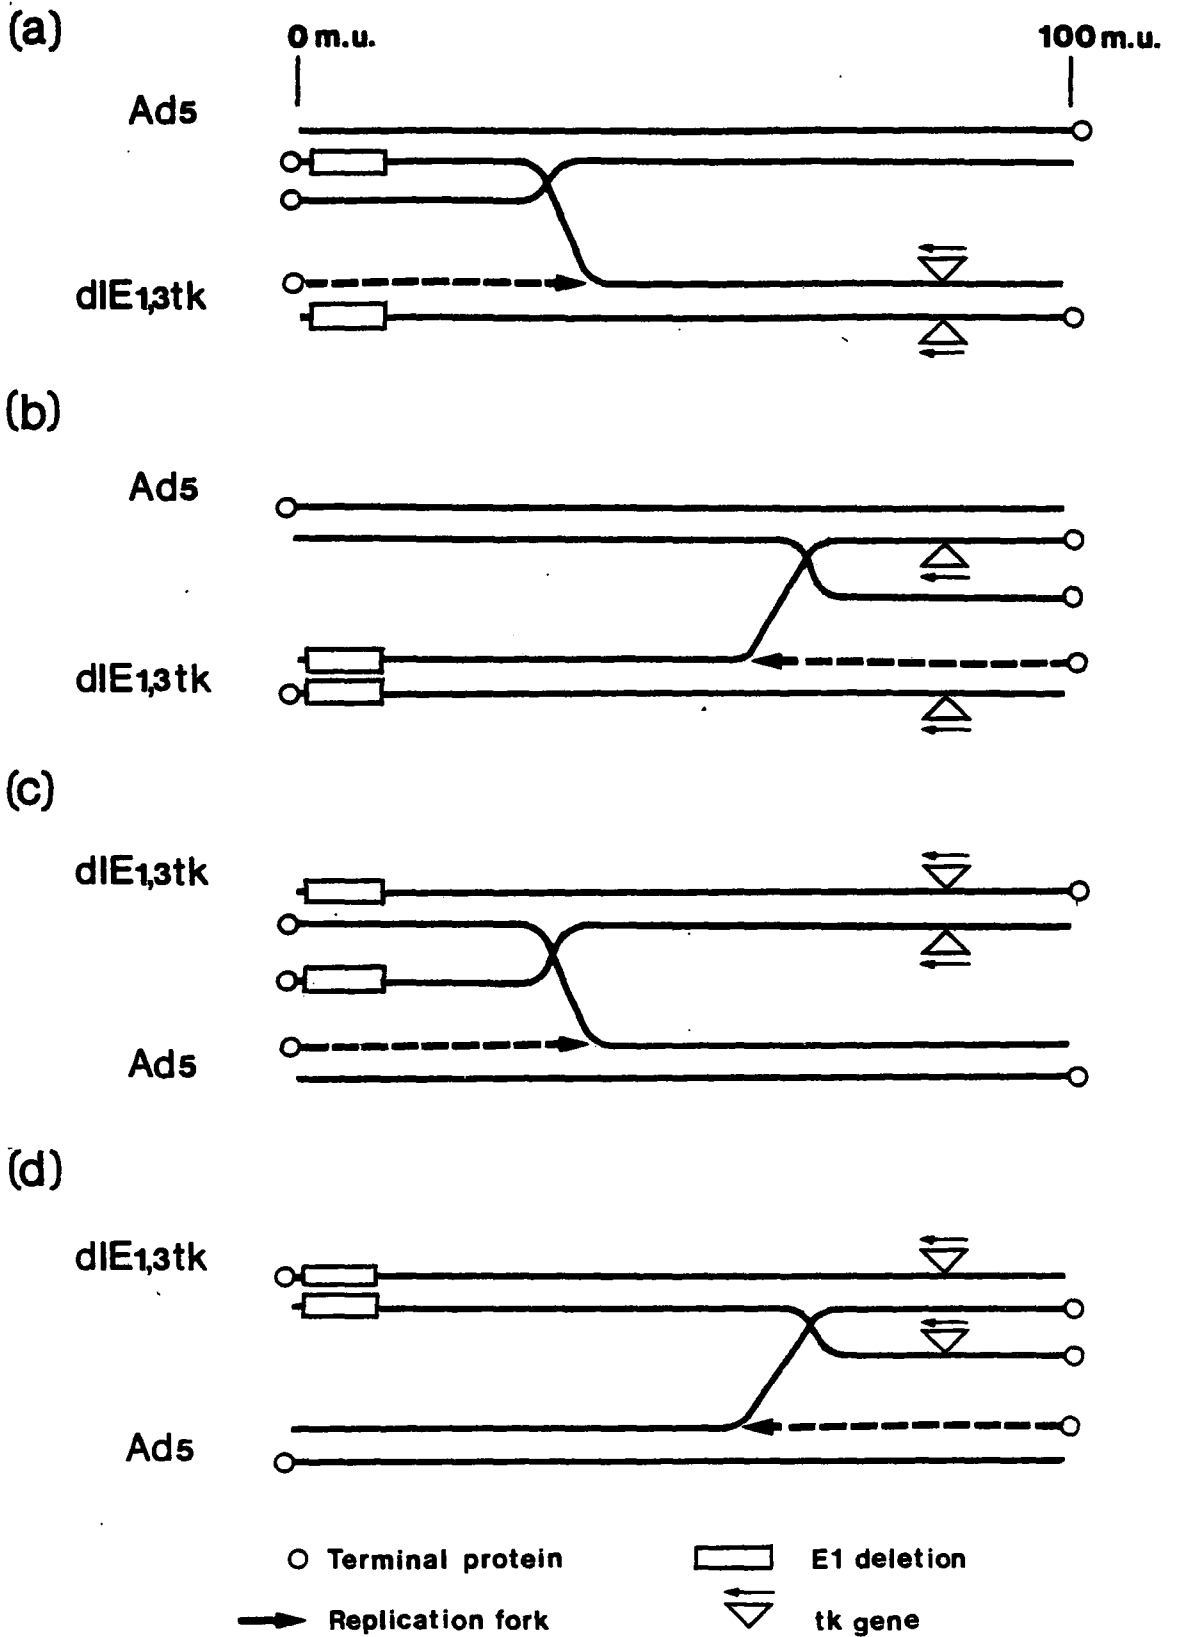 (a)
0 m.u. 100 m.u.
Ad5
dlE1,3tk
(b)
Ad5
dlE1,3tk
(c)
dlE1,3tk
Ad5
(d)
dlE1,3tk
Ad5
Terminal protein E1 deletion
Replication fork tk gene